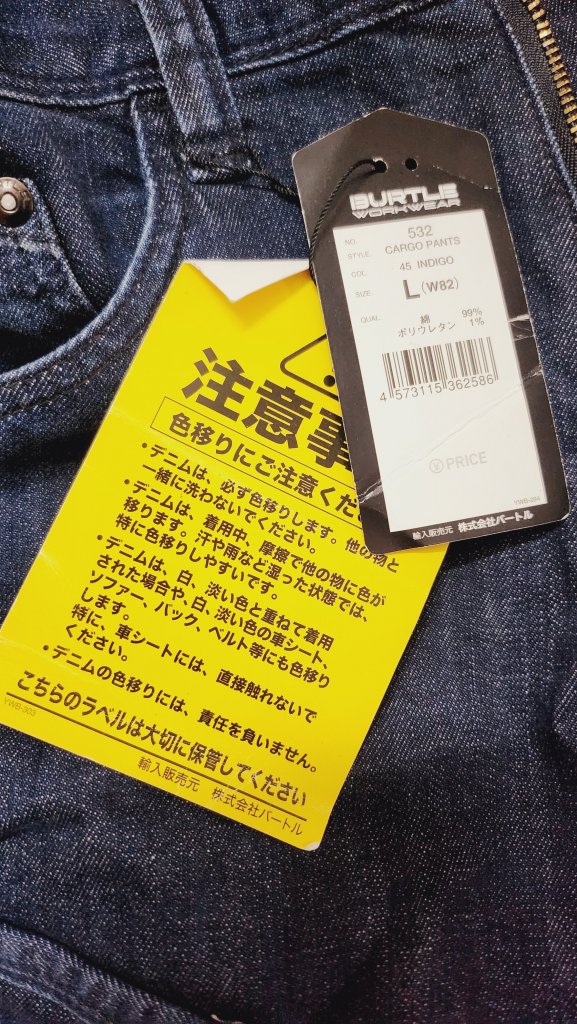 BURTLE
WORKWEAR
NO. 532
STYLE. CARGO PANTS
COL. 45 INDIGO
SIZE. L (W82)
QUAL. 綿 99%
ポリウレタン 1%
4 573115 362586
PRICE
YWB-284
輸入販売元 株式会社バートル
注意事
色移りにご注意くだ
・デニムは、必ず色移りします。他の物と
一緒に洗わないでください。
・デニムは、着用中、摩擦で他の物に色が
移ります。汗や雨など湿った状態では、
特に色移りしやすいです。
・デニムは、白、淡い色と重ねて着用
された場合や、白、淡い色の車シート、
ソファー、バック、ベルト等にも色移り
します。
特に、車シートには、直接触れないで
ください。
・デニムの色移りには、責任を負いません。
こちらのラベルは大切に保管してください
YWB-303
輸入販売元 株式会社バートル